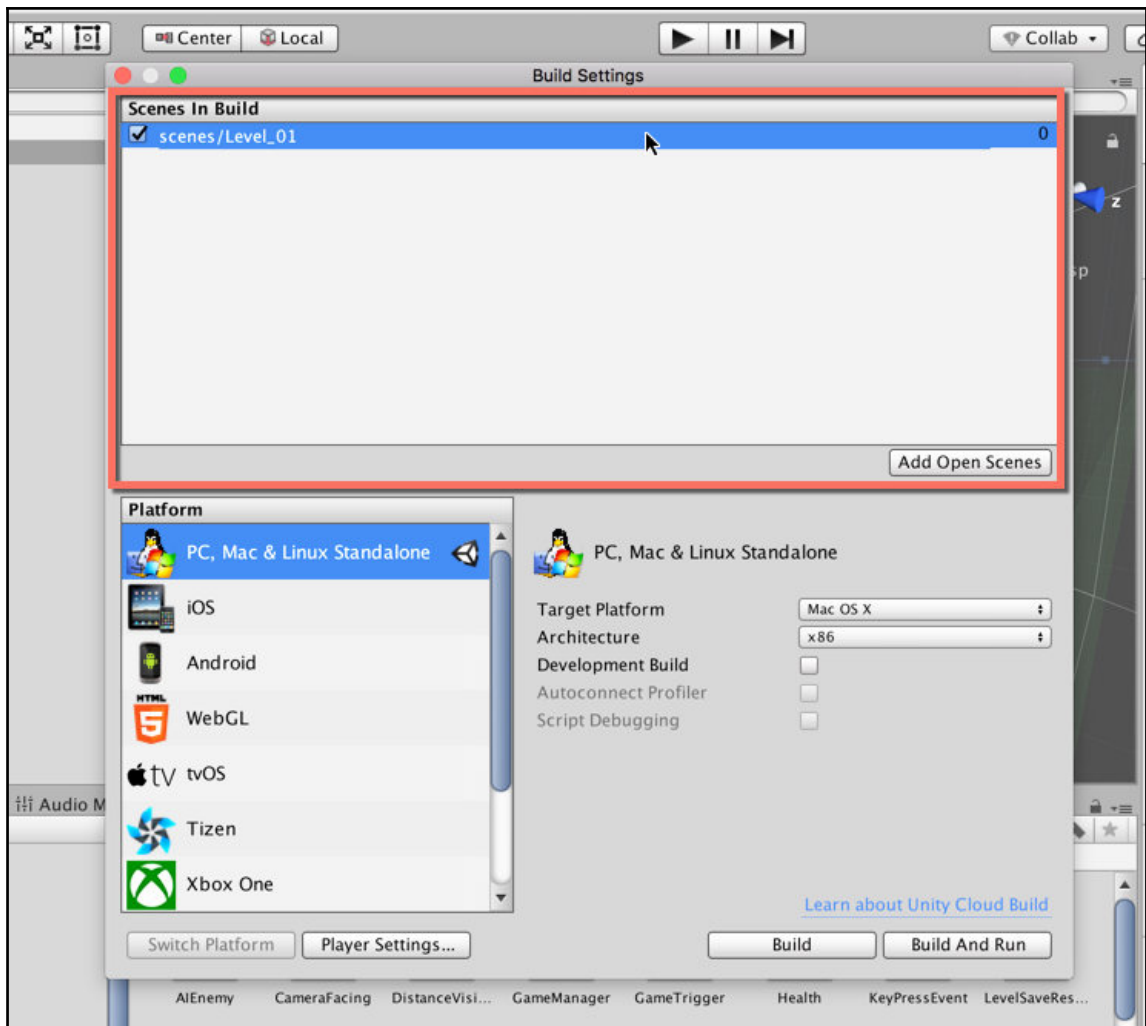 Center Local Collab
Build Settings
Scenes In Build
scenes/Level_01 0
z
Add Open Scenes
Platform
PC, Mac & Linux Standalone
iOS
Android
HTML
5
WebGL
tv tvOS
Tizen
Xbox One
PC, Mac & Linux Standalone
Target Platform Mac OS X
Architecture x86
Development Build
Autoconnect Profiler
Script Debugging
Audio M
Learn about Unity Cloud Build
Switch Platform Player Settings... Build Build And Run
AIEnemy CameraFacing DistanceVisi... GameManager GameTrigger Health KeyPressEvent LevelSaveRes...